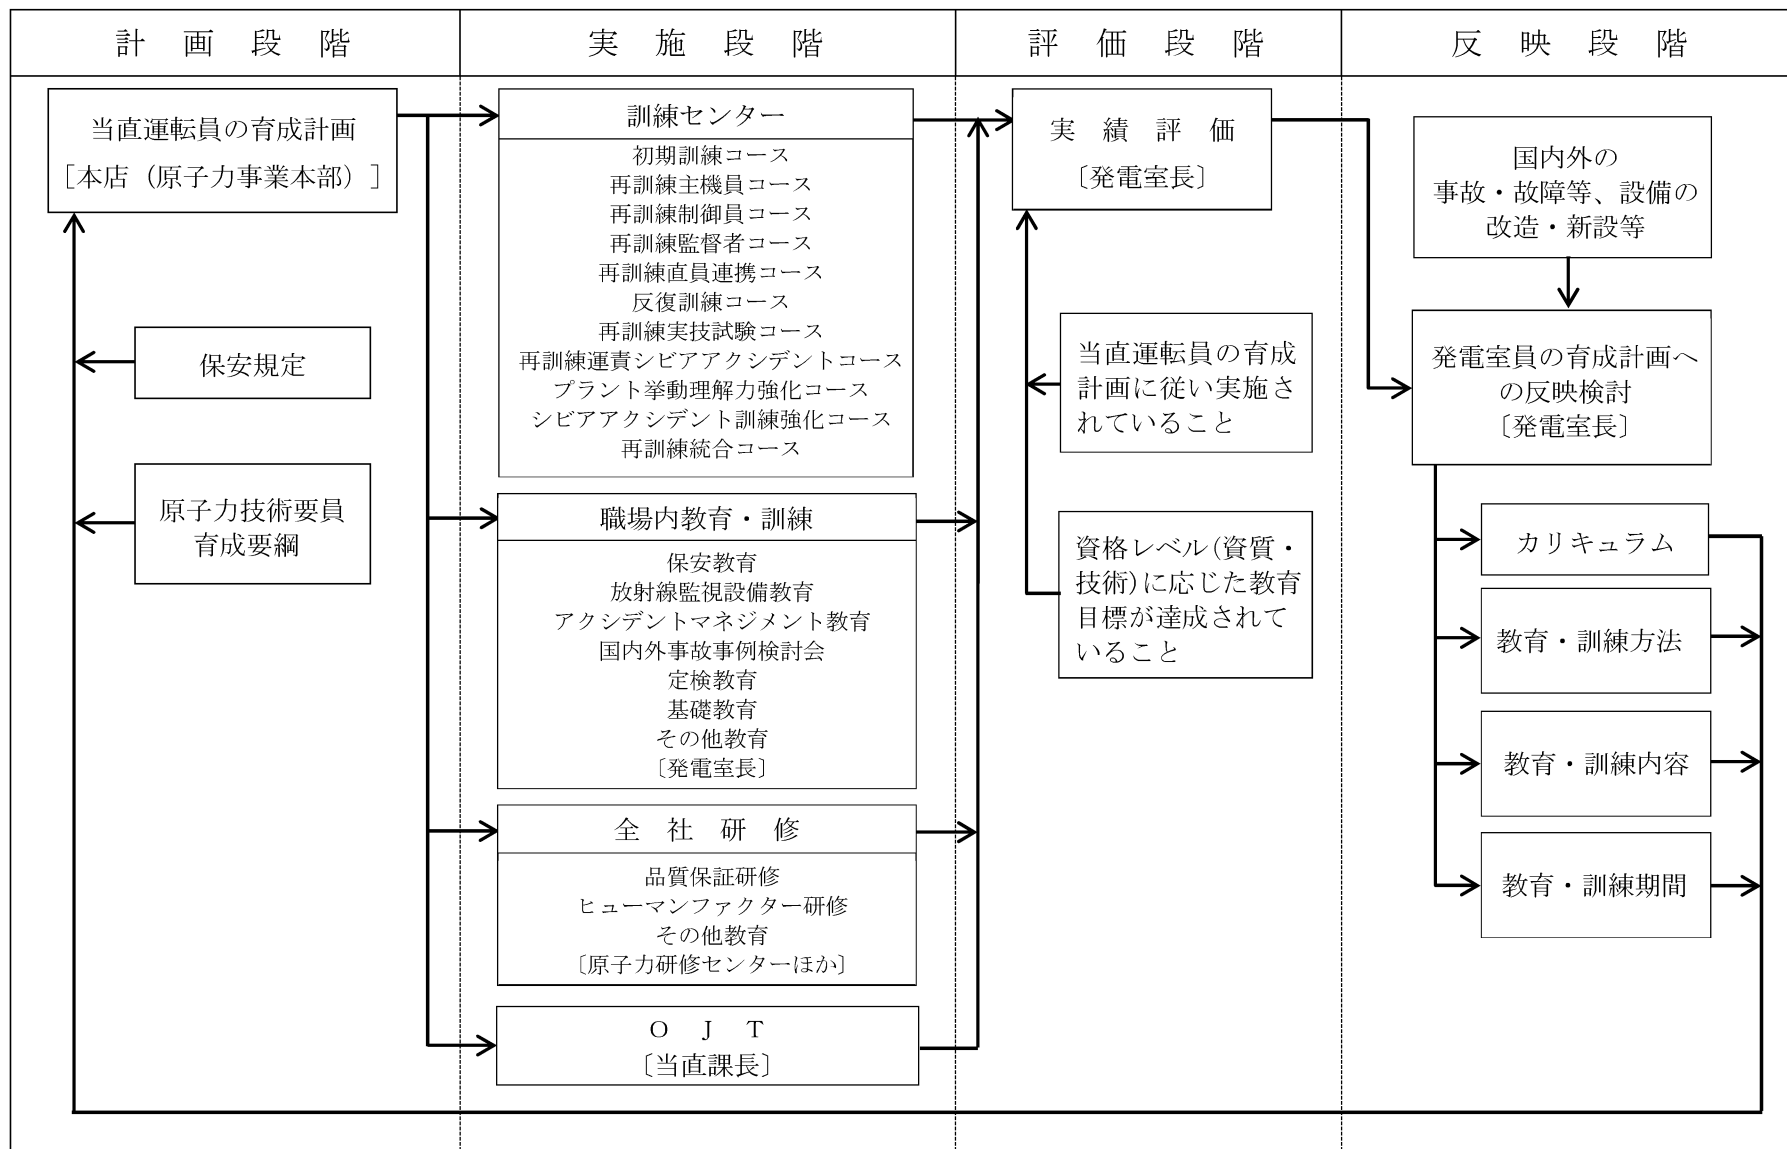 計画段階
実施段階
評価段階
反映段階
当直運転員の育成計画
［本店（原子力事業本部）］
保安規定
原子力技術要員
育成要綱
訓練センター
初期訓練コース
再訓練主機員コース
再訓練制御員コース
再訓練監督者コース
再訓練直員連携コース
反復訓練コース
再訓練実技試験コース
再訓練運責シビアアクシデントコース
プラント挙動理解力強化コース
シビアアクシデント訓練強化コース
再訓練統合コース
職場内教育・訓練
保安教育
放射線監視設備教育
アクシデントマネジメント教育
国内外事故事例検討会
定検教育
基礎教育
その他教育
〔発電室長〕
全社研修
品質保証研修
ヒューマンファクター研修
その他教育
〔原子力研修センターほか〕
ＯＪＴ
〔当直課長〕
実績評価
〔発電室長〕
当直運転員の育成
計画に従い実施さ
れていること
資格レベル（資質・
技術）に応じた教育
目標が達成されて
いること
国内外の
事故・故障等、設備の
改造・新設等
発電室員の育成計画へ
の反映検討
〔発電室長〕
カリキュラム
教育・訓練方法
教育・訓練内容
教育・訓練期間